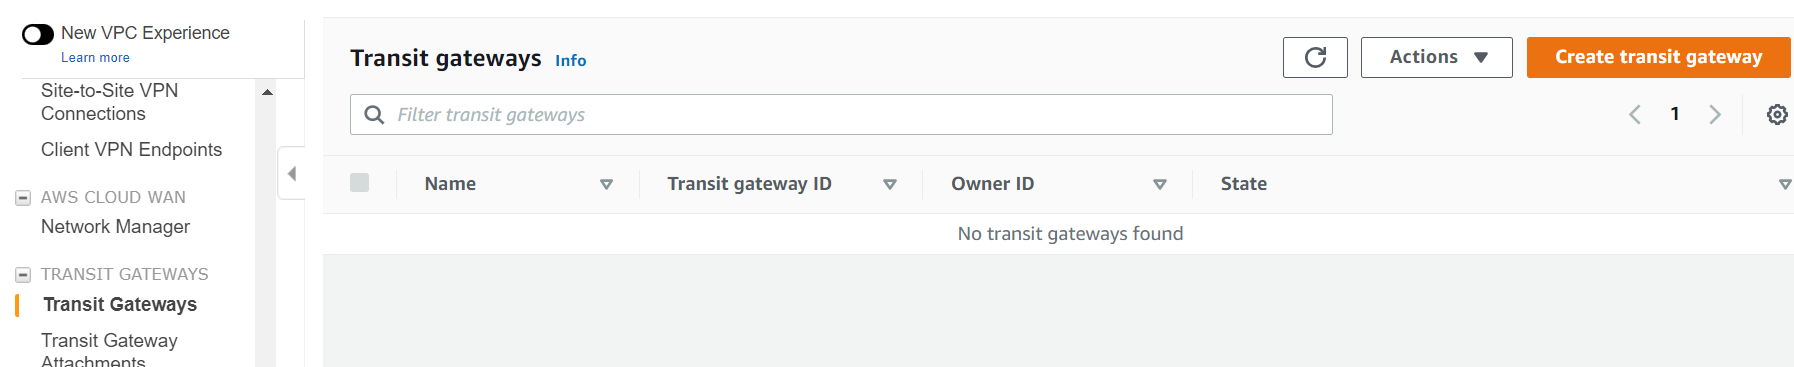 New VPC Experience
Learn more
Site-to-Site VPN
Connections
Client VPN Endpoints
AWS CLOUD WAN
Network Manager
TRANSIT GATEWAYS
Transit Gateways
Transit Gateway
Attachments
Transit gateways Info
Actions
Create transit gateway
Filter transit gateways
1
Name Transit gateway ID Owner ID State
No transit gateways found